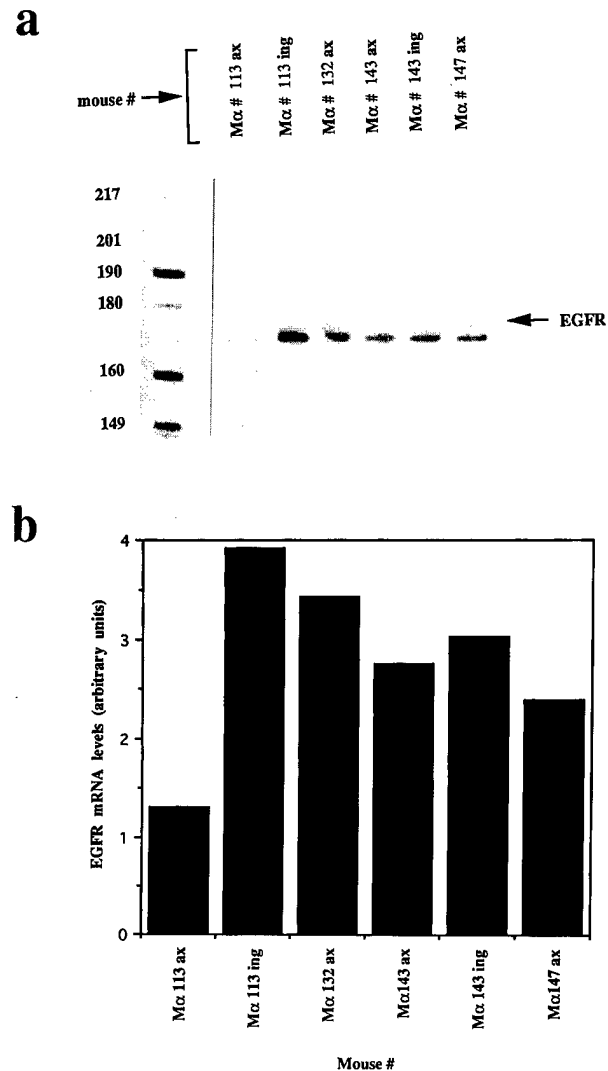 a
mouse #
Mα # 113 ax
Mα # 113 ing
Mα # 132 ax
Mα # 143 ax
Mα # 143 ing
Mα # 147 ax
217
201
190
180
160
149
EGFR
b
EGFR mRNA levels (arbitrary units)
4
3
2
1
0
Mα 113 ax
Mα 113 ing
Mα 132 ax
Mα143 ax
Mα 143 ing
Mα147 ax
Mouse #